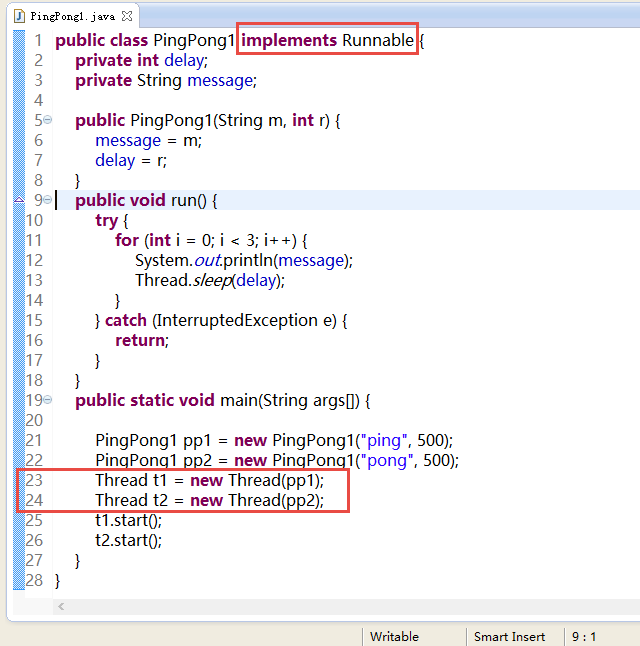 PingPong1.java
1 public class PingPong1 implements Runnable {
2 private int delay;
3 private String message;
4
5 public PingPong1(String m, int r) {
6 message = m;
7 delay = r;
8 }
9 public void run() {
10 try {
11 for (int i = 0; i < 3; i++) {
12 System.out.println(message);
13 Thread.sleep(delay);
14 }
15 } catch (InterruptedException e) {
16 return;
17 }
18 }
19 public static void main(String args[]) {
20
21 PingPong1 pp1 = new PingPong1("ping", 500);
22 PingPong1 pp2 = new PingPong1("pong", 500);
23 Thread t1 = new Thread(pp1);
24 Thread t2 = new Thread(pp2);
25 t1.start();
26 t2.start();
27 }
28 }
Writable Smart Insert 9 : 1